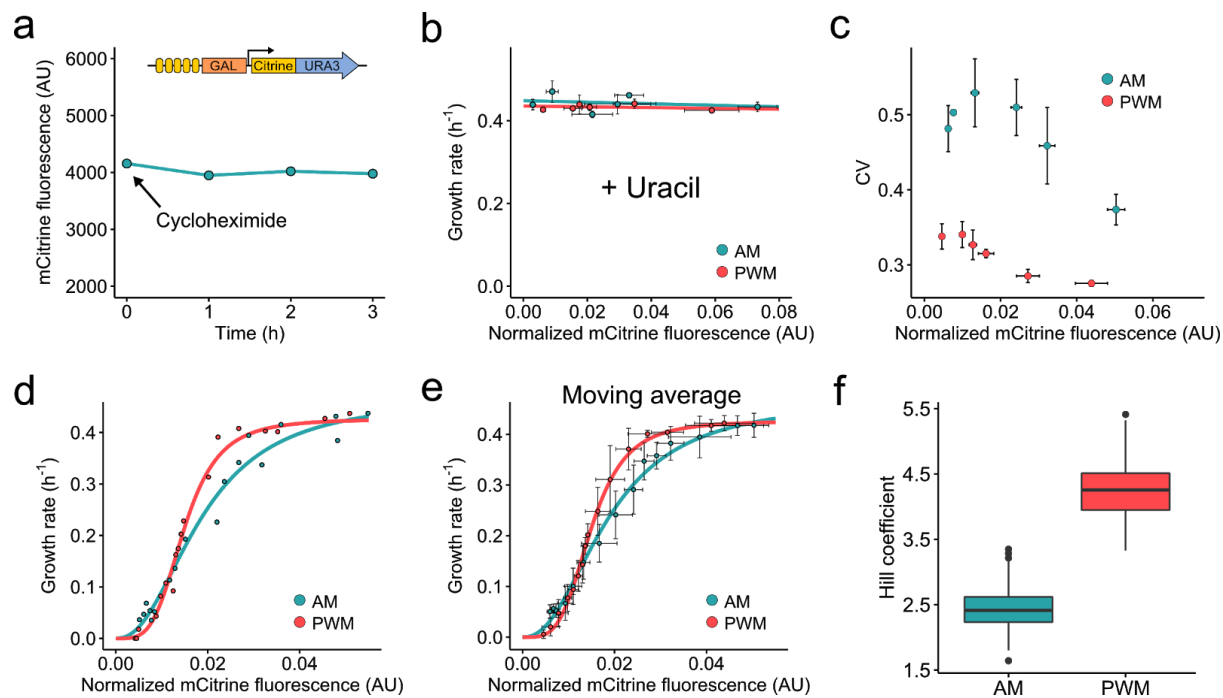 a
mCitrine fluorescence (AU)
6000
5000
4000
3000
2000
GAL
Citrine
URA3
Cycloheximide
0
1
2
3
Time (h)
b
Growth rate (h⁻¹)
0.4
0.2
0.0
+ Uracil
AM
PWM
0.00
0.02
0.04
0.06
0.08
Normalized mCitrine fluorescence (AU)
c
CV
0.5
0.4
0.3
AM
PWM
0.00
0.02
0.04
0.06
Normalized mCitrine fluorescence (AU)
d
Growth rate (h⁻¹)
0.4
0.3
0.2
0.1
0.0
AM
PWM
0.00
0.02
0.04
Normalized mCitrine fluorescence (AU)
e
Moving average
Growth rate (h⁻¹)
0.4
0.3
0.2
0.1
0.0
AM
PWM
0.00
0.02
0.04
Normalized mCitrine fluorescence (AU)
f
Hill coefficient
5.5
4.5
3.5
2.5
1.5
AM
PWM